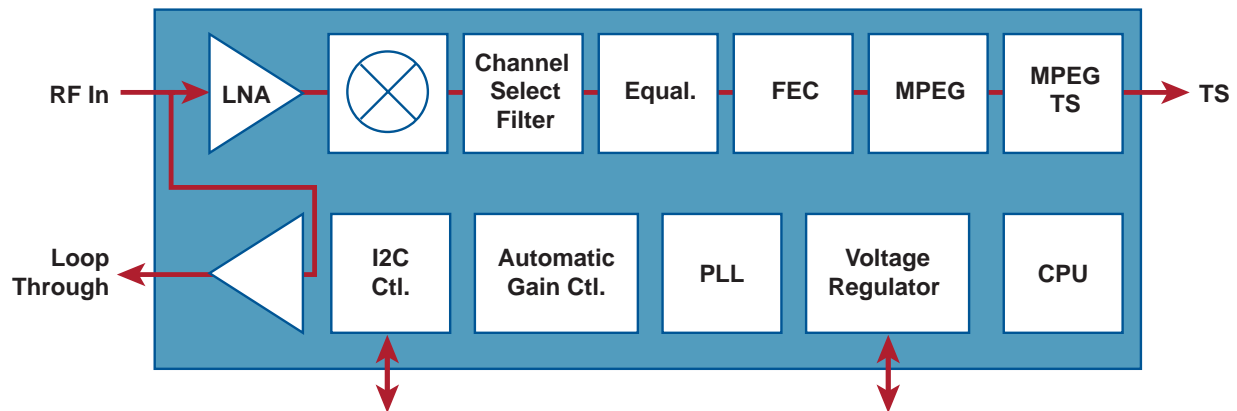 RF In
LNA
Channel
Select
Filter
Equal.
FEC
MPEG
MPEG
TS
TS
Loop
Through
I2C
Ctl.
Automatic
Gain Ctl.
PLL
Voltage
Regulator
CPU